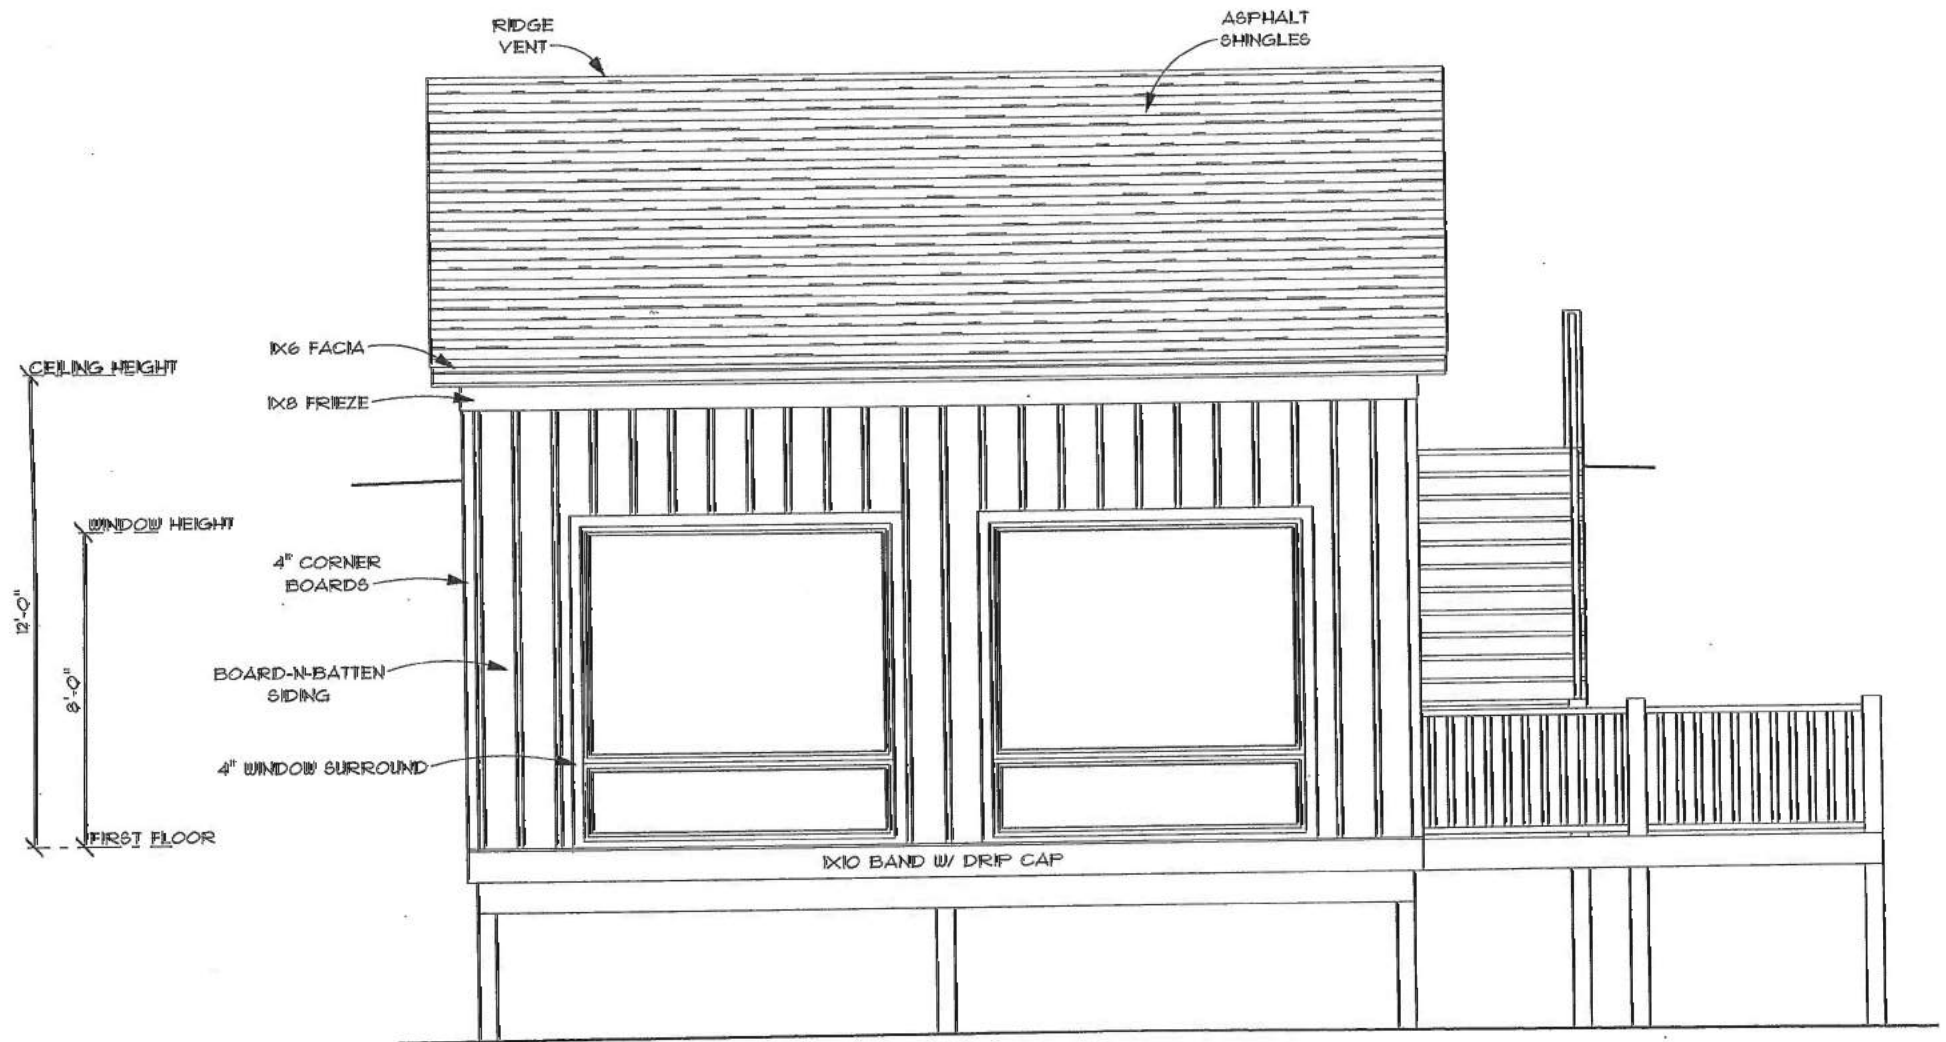 RIDGE
VENT
ASPHALT
SHINGLES
1X6 FACIA
CEILING HEIGHT
1X8 FRIEZE
WINDOW HEIGHT
4" CORNER
BOARDS
12'-0"
8'-0"
BOARD-N-BATTEN
SIDING
4" WINDOW SURROUND
FIRST FLOOR
1X10 BAND W/ DRIP CAP